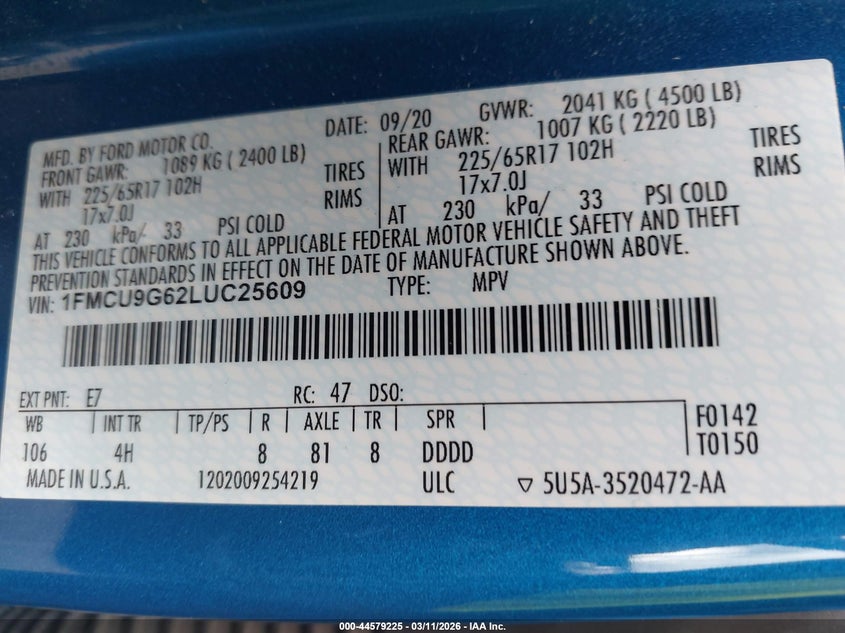 MFD. BY FORD MOTOR CO. DATE: 09/20 GVWR: 2041 KG ( 4500 LB)
FRONT GAWR: 1089 KG ( 2400 LB) REAR GAWR: 1007 KG ( 2220 LB)
WITH 225/65R17 102H TIRES WITH 225/65R17 102H TIRES
17x7.0J RIMS 17x7.0J RIMS
AT 230 kPa/ 33 PSI COLD AT 230 kPa/ 33 PSI COLD
THIS VEHICLE CONFORMS TO ALL APPLICABLE FEDERAL MOTOR VEHICLE SAFETY AND THEFT
PREVENTION STANDARDS IN EFFECT ON THE DATE OF MANUFACTURE SHOWN ABOVE.
VIN: 1FMCU9G62LUC25609 TYPE: MPV
EXT PNT: E7 RC: 47 DSO:
WB INT TR TP/PS R AXLE TR SPR F0142
106 4H 8 81 8 DDDD T0150
MADE IN U.S.A. 1202009254219 ULC ▽ 5U5A-3520472-AA
000-44579225 - 03/11/2026 - IAA Inc.